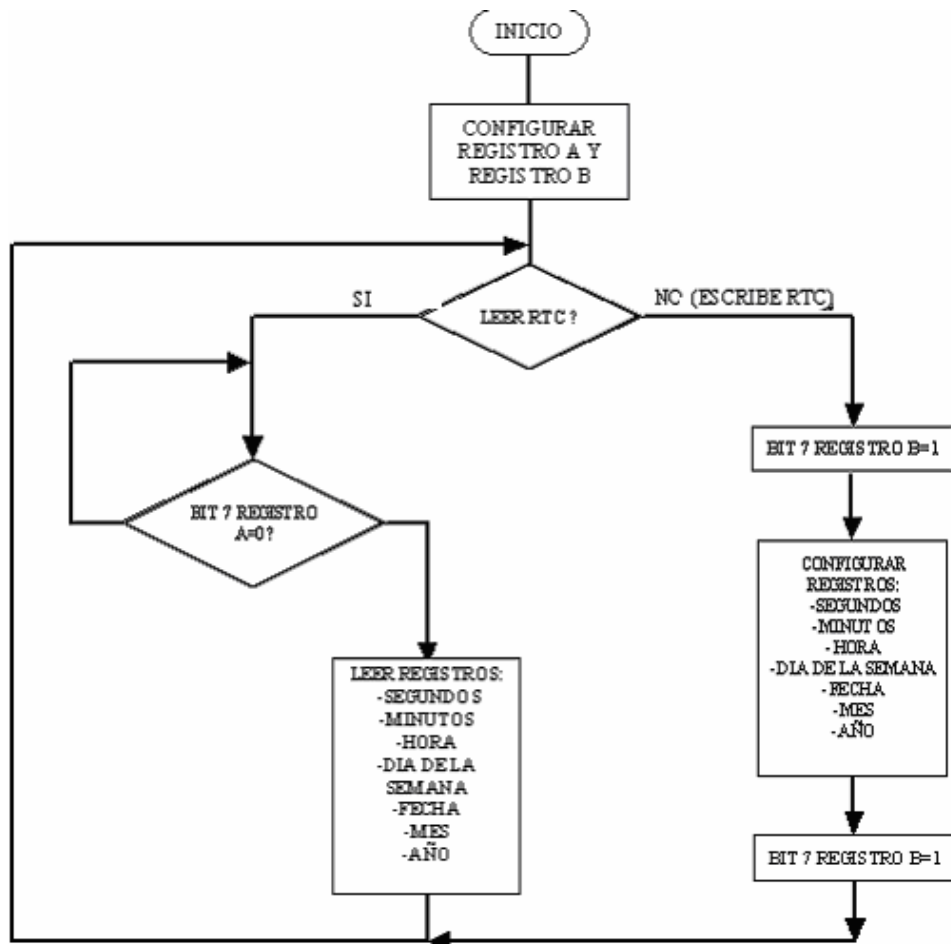 INICIO
CONFIGURAR
REGISTRO A Y
REGISTRO B
SI
NO (ESCRIBE RTC)
LEER RTC?
BIT 7 REGISTRO B=1
BIT 7 REGISTRO
A=0?
CONFIGURAR
REGISTROS:
-SEGUNDOS
-MINUTOS
-HORA
-DIA DE LA SEMANA
-FECHA
-MES
-AÑO
LEER REGISTROS:
-SEGUNDOS
-MINUTOS
-HORA
-DIA DE LA
SEMANA
-FECHA
-MES
-AÑO
BIT 7 REGISTRO B=1